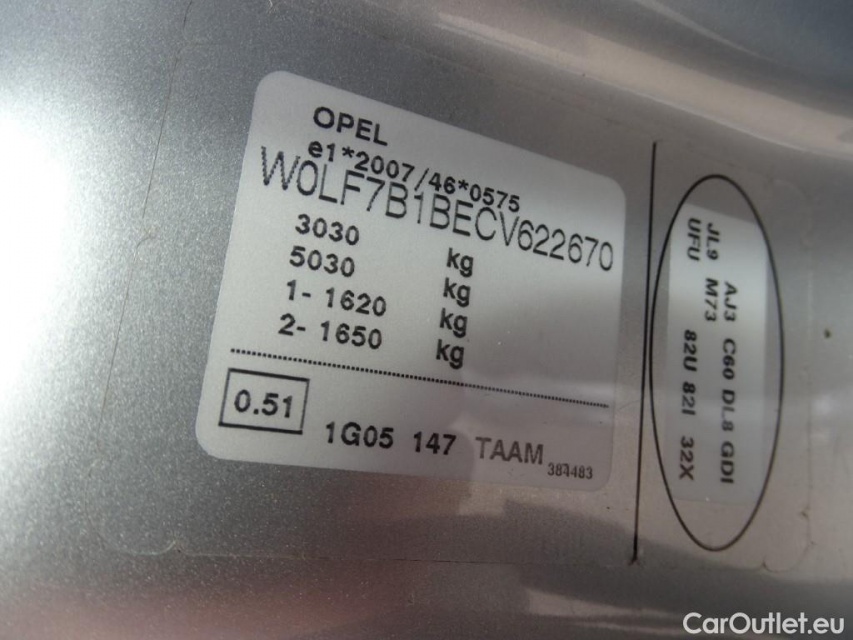 OPEL
e1*2007/46*0575
W0LF7B1BECV622670
3030 kg
5030 kg
1- 1620 kg
2- 1650 kg
0.51
1G05 147 TAAM
384483
AJ3 C60 DL8 GDI
JL9 M73 82U 82I 32X
UFU
CarOutlet.eu